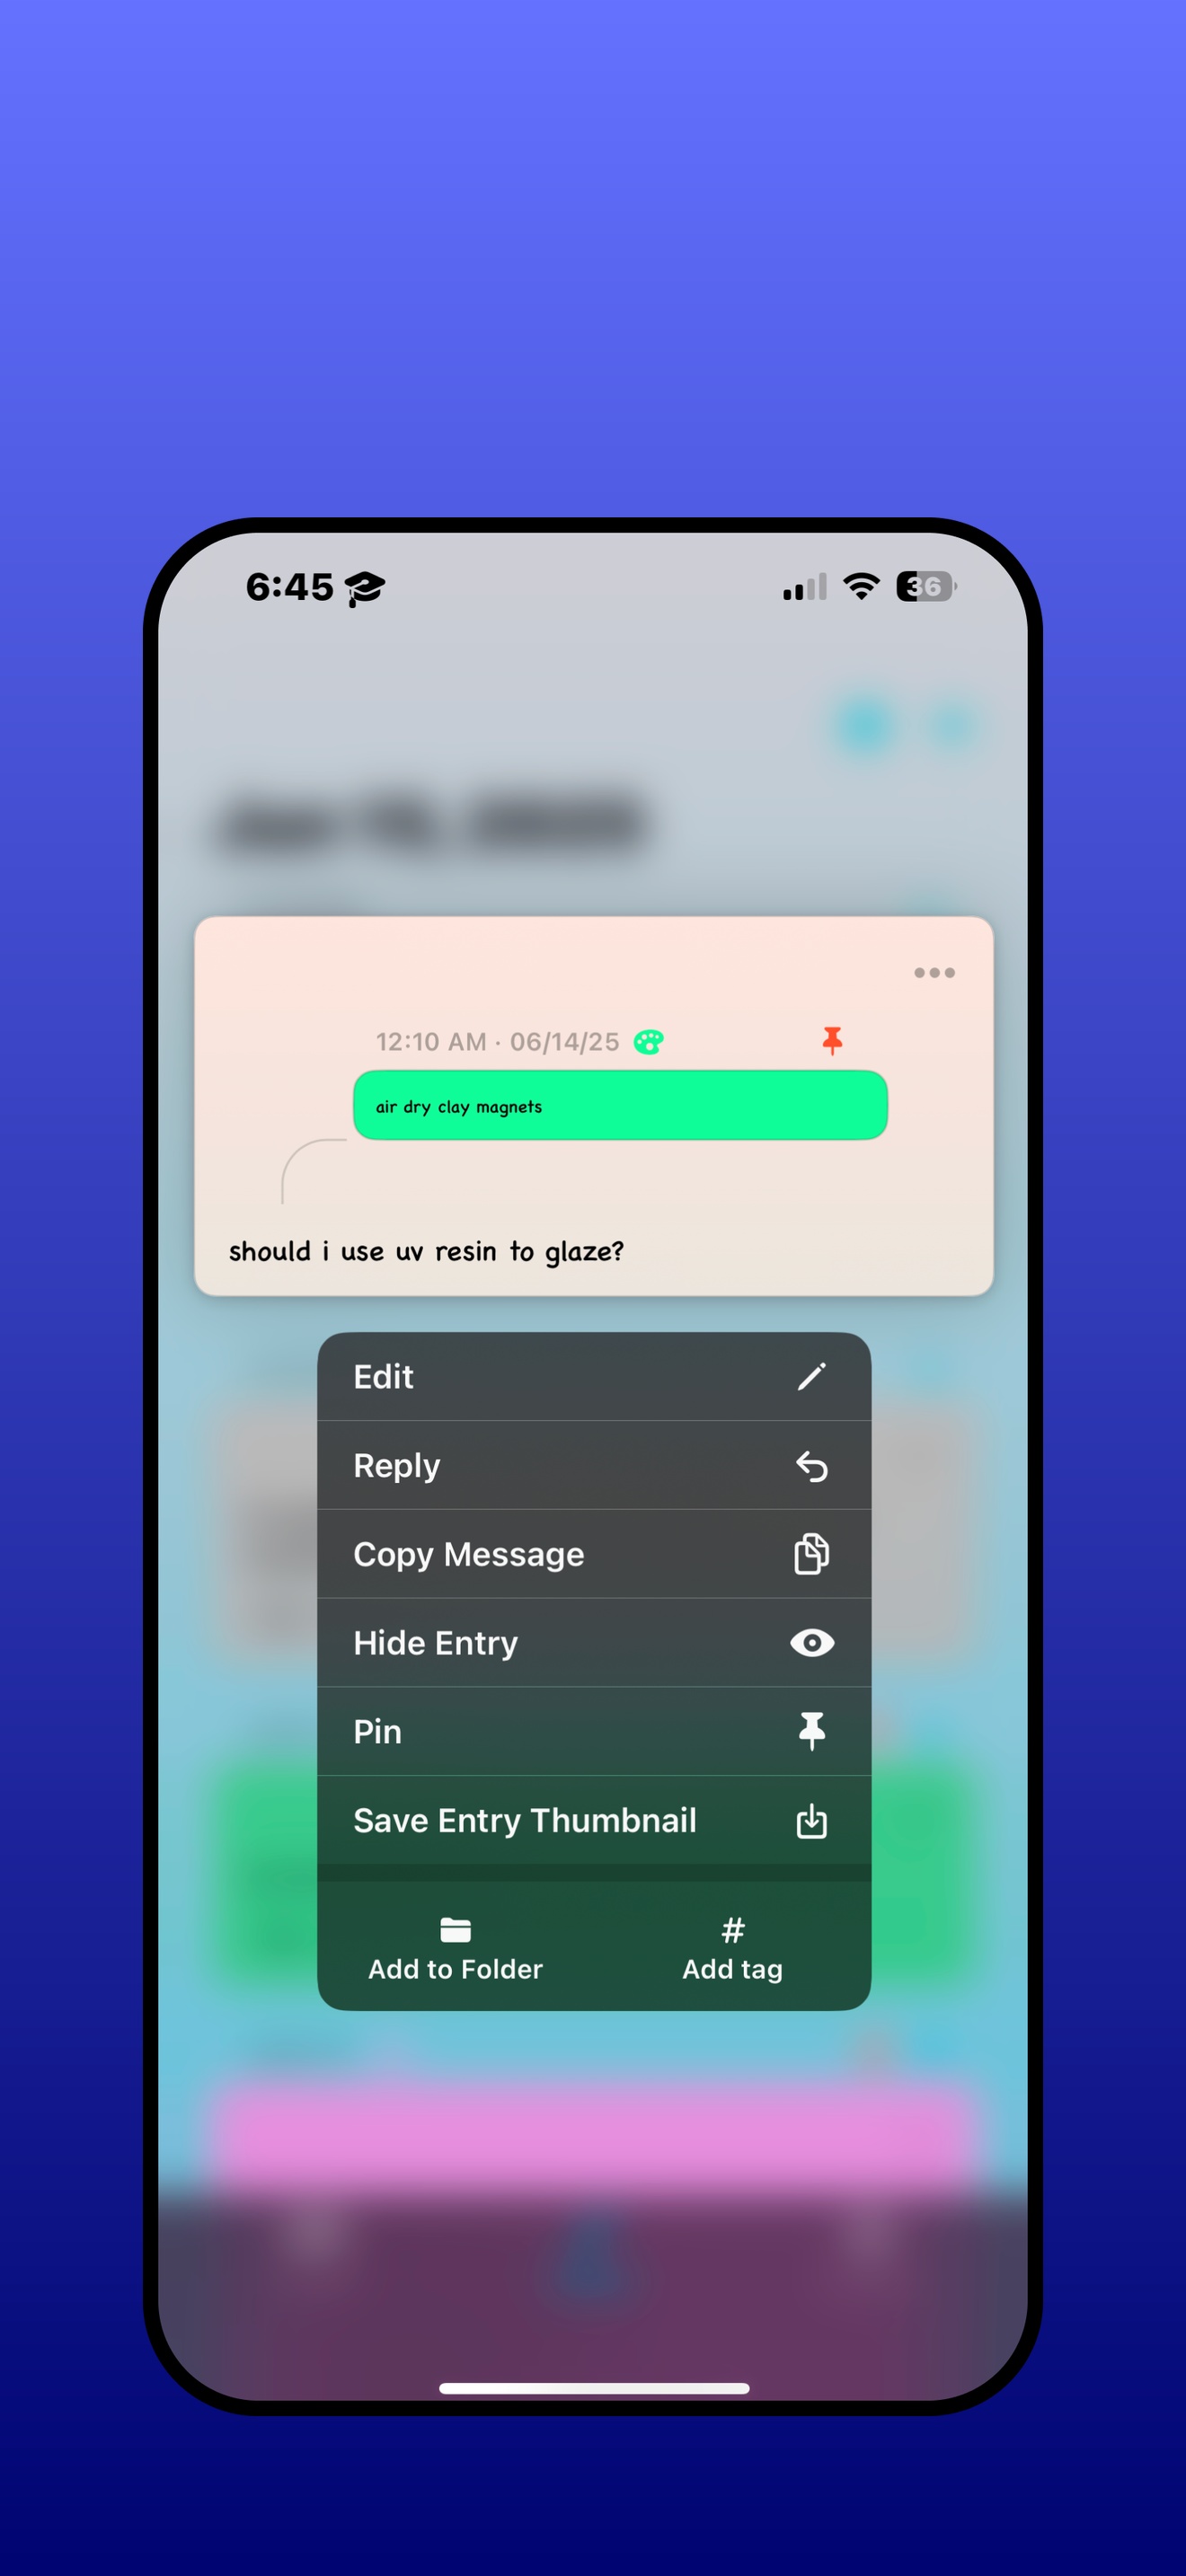 6:45
36
12:10 AM · 06/14/25
air dry clay magnets
should i use uv resin to glaze?
Edit
Reply
Copy Message
Hide Entry
Pin
Save Entry Thumbnail
Add to Folder
# Add tag